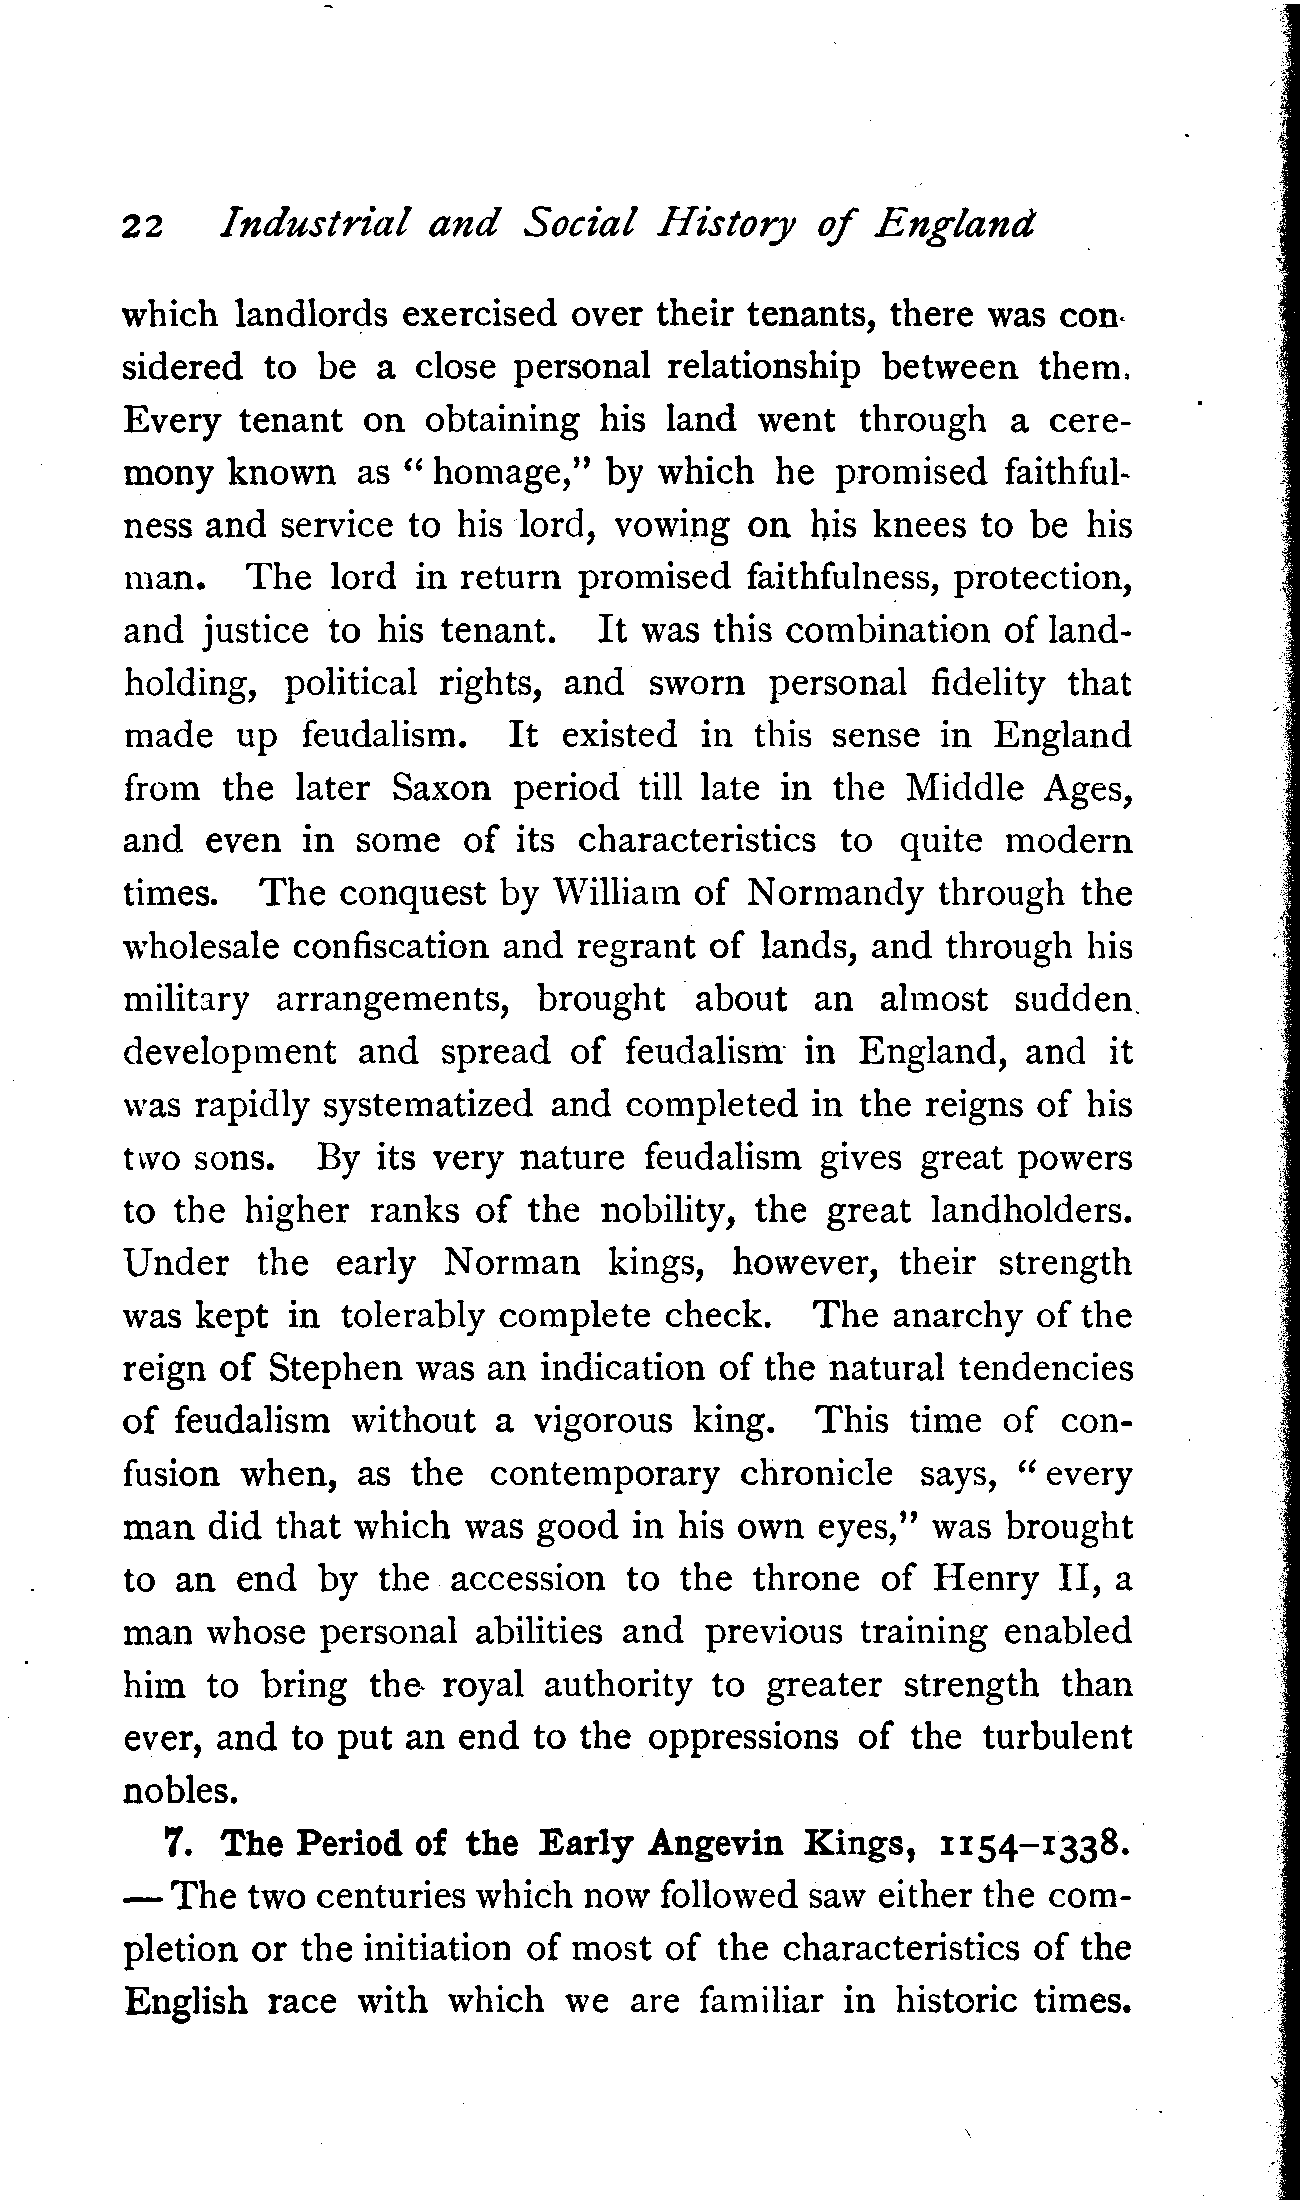 22 Industrial and Social History of England
which landlords exercised over their tenants, there was con-
sidered to be a close personal relationship between them.
Every tenant on obtaining his land went through a cere-
mony known as “ homage,” by which he promised faithful-
ness and service to his lord, vowing on his knees to be his
man. The lord in return promised faithfulness, protection,
and justice to his tenant. It was this combination of land-
holding, political rights, and sworn personal fidelity that
made up feudalism. It existed in this sense in England
from the later Saxon period till late in the Middle Ages,
and even in some of its characteristics to quite modern
times. The conquest by William of Normandy through the
wholesale confiscation and regrant of lands, and through his
military arrangements, brought about an almost sudden
development and spread of feudalism in England, and it
was rapidly systematized and completed in the reigns of his
two sons. By its very nature feudalism gives great powers
to the higher ranks of the nobility, the great landholders.
Under the early Norman kings, however, their strength
was kept in tolerably complete check. The anarchy of the
reign of Stephen was an indication of the natural tendencies
of feudalism without a vigorous king. This time of con-
fusion when, as the contemporary chronicle says, “ every
man did that which was good in his own eyes,” was brought
to an end by the accession to the throne of Henry II, a
man whose personal abilities and previous training enabled
him to bring the royal authority to greater strength than
ever, and to put an end to the oppressions of the turbulent
nobles.
7. The Period of the Early Angevin Kings, 1154–1338.
— The two centuries which now followed saw either the com-
pletion or the initiation of most of the characteristics of the
English race with which we are familiar in historic times.